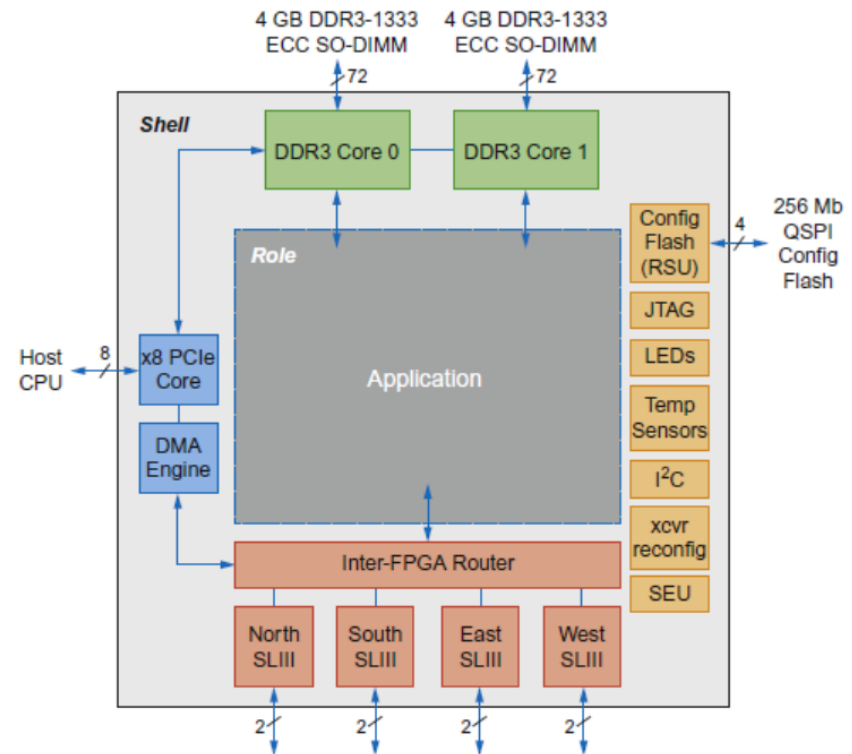 4 GB DDR3-1333
ECC SO-DIMM
4 GB DDR3-1333
ECC SO-DIMM
72
72
Shell
DDR3 Core 0
DDR3 Core 1
Config
Flash
(RSU)
4
256 Mb
QSPI
Config
Flash
Role
JTAG
Host
CPU
8
x8 PCIe
Core
LEDs
Application
Temp
Sensors
DMA
Engine
I²C
xcvr
reconfig
Inter-FPGA Router
SEU
North
SLIII
South
SLIII
East
SLIII
West
SLIII
2
2
2
2